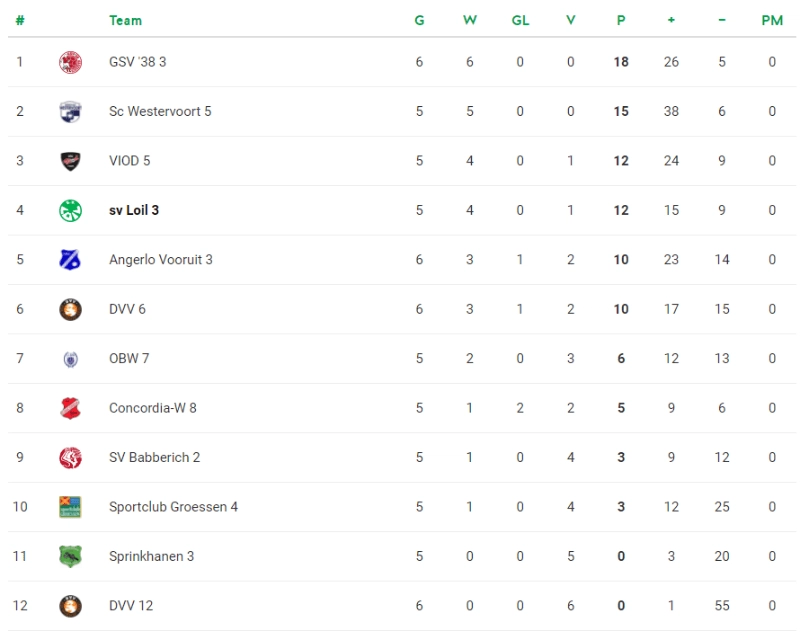 # Team G W GL V P + − PM
1 GSV '38 3 6 6 0 0 18 26 5 0
2 Sc Westervoort 5 5 5 0 0 15 38 6 0
3 VIOD 5 5 4 0 1 12 24 9 0
4 sv Loil 3 5 4 0 1 12 15 9 0
5 Angerlo Vooruit 3 6 3 1 2 10 23 14 0
6 DVV 6 6 3 1 2 10 17 15 0
7 OBW 7 5 2 0 3 6 12 13 0
8 Concordia-W 8 5 1 2 2 5 9 6 0
9 SV Babberich 2 5 1 0 4 3 9 12 0
10 Sportclub Groessen 4 5 1 0 4 3 12 25 0
11 Sprinkhanen 3 5 0 0 5 0 3 20 0
12 DVV 12 6 0 0 6 0 1 55 0